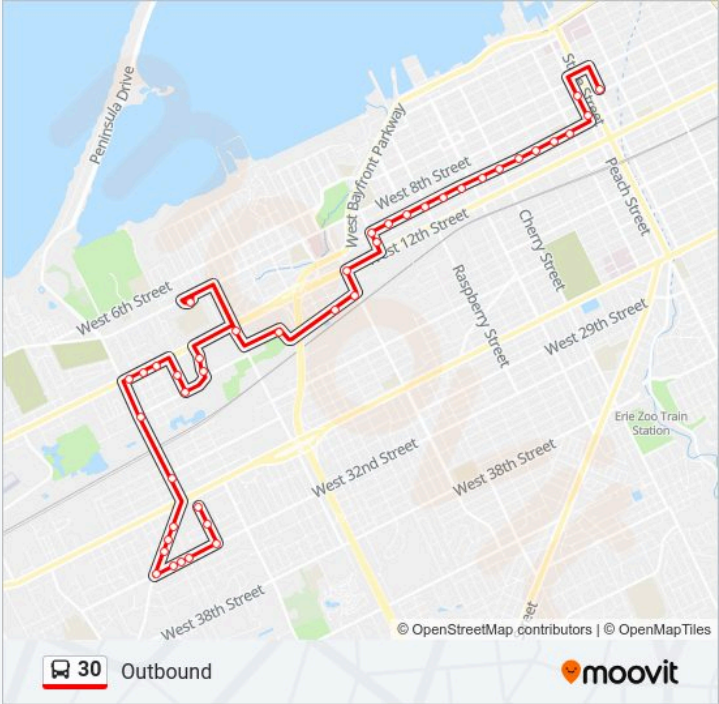 Peninsula Drive
State Street
West Bayfront Parkway
West 8th Street
Peach Street
West 12th Street
Cherry Street
West 6th Street
Raspberry Street
West 29th Street
Erie Zoo Train
Station
West 32nd Street
West 38th Street
West 38th Street
© OpenStreetMap contributors | © OpenMapTiles
30 Outbound
moovit